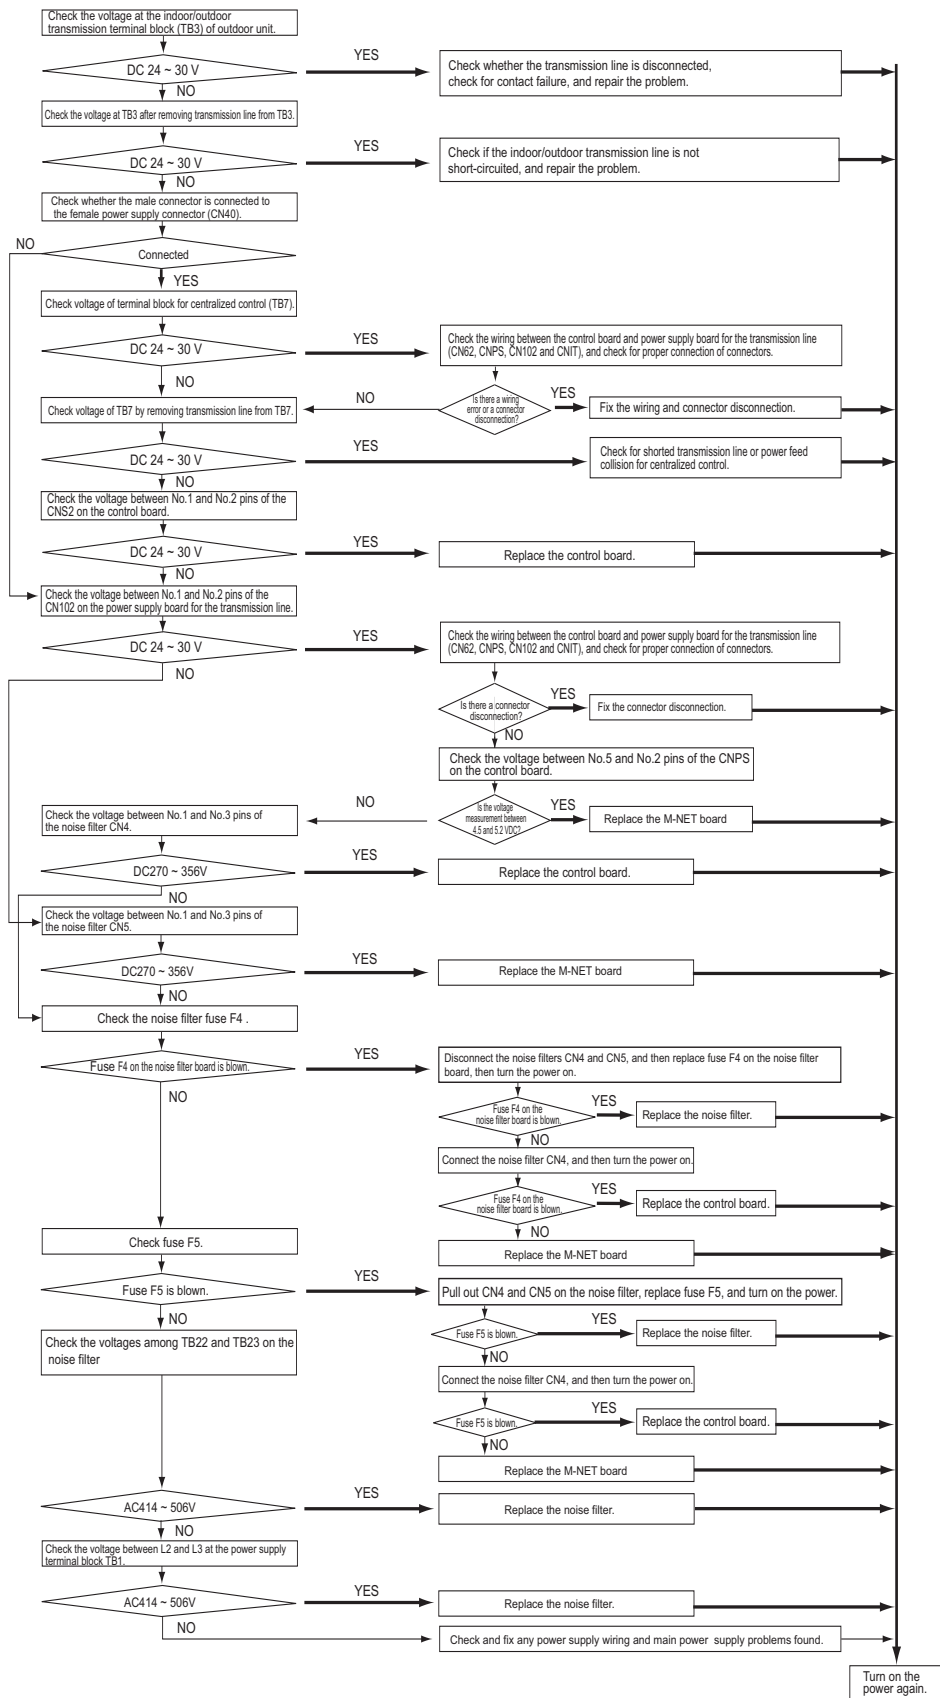 Check the voltage at the indoor/outdoor
transmission terminal block (TB3) of outdoor unit.
YES
DC 24 ~ 30 V
Check whether the transmission line is disconnected,
check for contact failure, and repair the problem.
NO
Check the voltage at TB3 after removing transmission line from TB3.
YES
DC 24 ~ 30 V
Check if the indoor/outdoor transmission line is not
short-circuited, and repair the problem.
NO
Check whether the male connector is connected to
the female power supply connector (CN40).
NO
Connected
YES
Check voltage of terminal block for centralized control (TB7).
YES
DC 24 ~ 30 V
Check the wiring between the control board and power supply board for the transmission line
(CN62, CNPS, CN102 and CNIT), and check for proper connection of connectors.
NO
Check voltage of TB7 by removing transmission line from TB7.
NO
Is there a wiring
error or a connector
disconnection?
YES
Fix the wiring and connector disconnection.
DC 24 ~ 30 V
YES
Check for shorted transmission line or power feed
collision for centralized control.
NO
Check the voltage between No.1 and No.2 pins of the
CNS2 on the control board.
DC 24 ~ 30 V
YES
Replace the control board.
NO
Check the voltage between No.1 and No.2 pins of the
CN102 on the power supply board for the transmission line.
DC 24 ~ 30 V
YES
Check the wiring between the control board and power supply board for the transmission line
(CN62, CNPS, CN102 and CNIT), and check for proper connection of connectors.
NO
Is there a connector
disconnection?
YES
Fix the connector disconnection.
NO
Check the voltage between No.5 and No.2 pins of the CNPS
on the control board.
Check the voltage between No.1 and No.3 pins of
the noise filter CN4.
NO
Is the voltage
measurement between
4.5 and 5.2 VDC?
YES
Replace the M-NET board
DC270 ~ 356V
YES
Replace the control board.
NO
Check the voltage between No.1 and No.3 pins of
the noise filter CN5.
DC270 ~ 356V
YES
Replace the M-NET board
NO
Check the noise filter fuse F4 .
Fuse F4 on the noise filter board is blown.
YES
Disconnect the noise filters CN4 and CN5, and then replace fuse F4 on the noise filter
board, then turn the power on.
NO
Fuse F4 on the
noise filter board is blown.
YES
Replace the noise filter.
NO
Connect the noise filter CN4, and then turn the power on.
Fuse F4 on the
noise filter board is blown.
YES
Replace the control board.
NO
Check fuse F5.
Replace the M-NET board
Fuse F5 is blown.
YES
Pull out CN4 and CN5 on the noise filter, replace fuse F5, and turn on the power.
NO
Check the voltages among TB22 and TB23 on the
noise filter
Fuse F5 is blown.
YES
Replace the noise filter.
NO
Connect the noise filter CN4, and then turn the power on.
Fuse F5 is blown.
YES
Replace the control board.
NO
Replace the M-NET board
AC414 ~ 506V
YES
Replace the noise filter.
NO
Check the voltage between L2 and L3 at the power supply
terminal block TB1.
AC414 ~ 506V
YES
Replace the noise filter.
NO
Check and fix any power supply wiring and main power supply problems found.
Turn on the
power again.